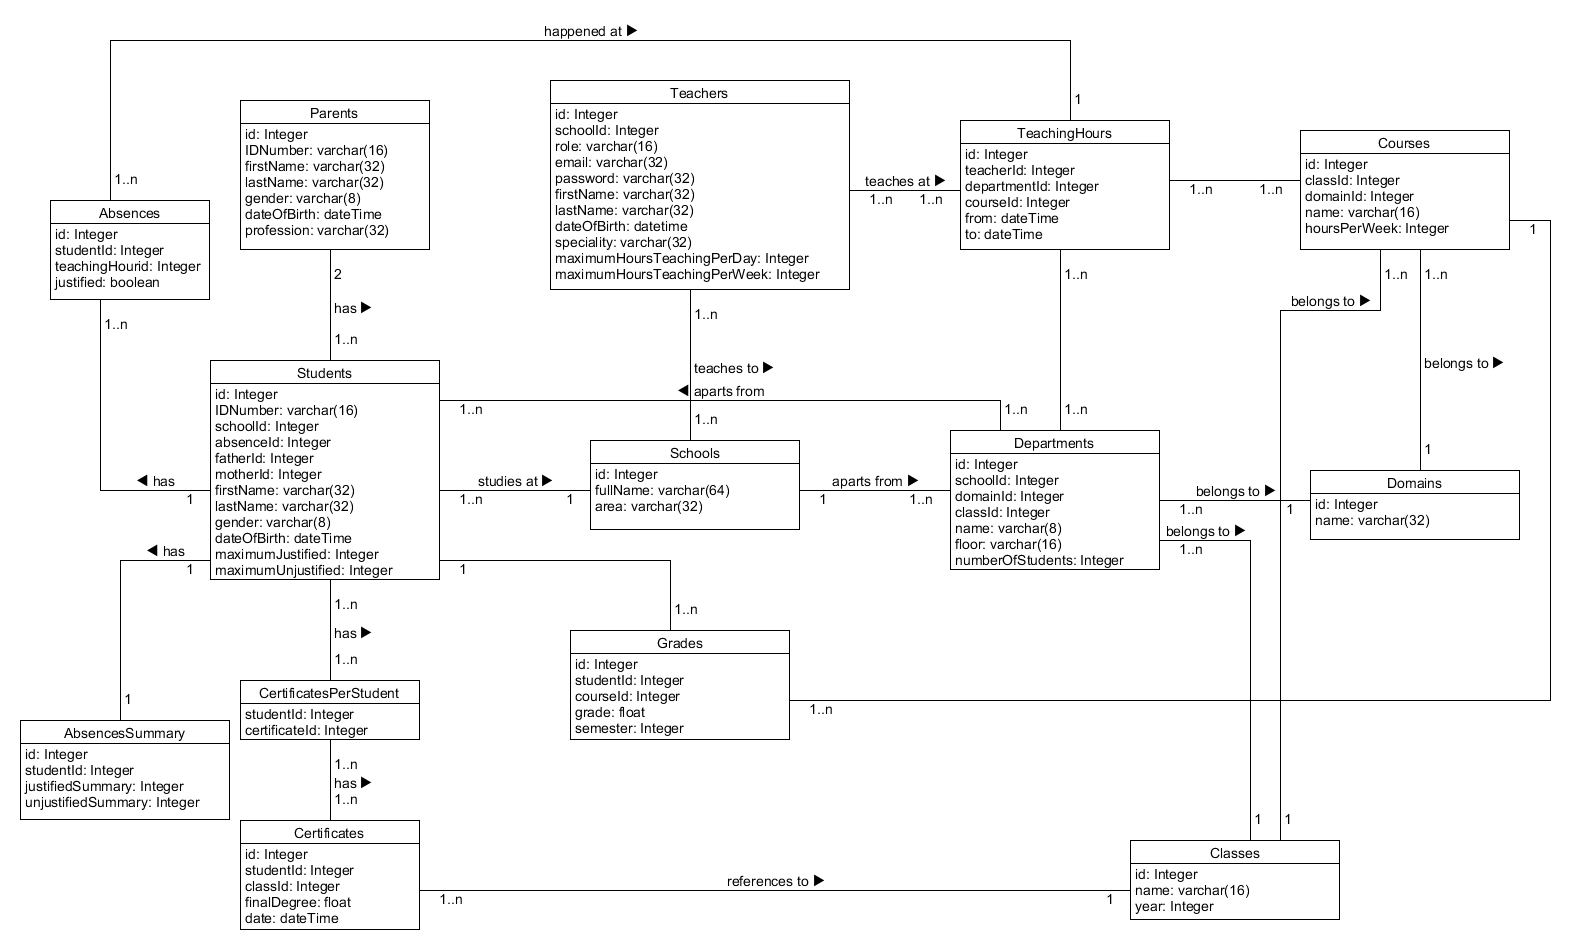 happened at ►
1
1..n
Parents
id: Integer
IDNumber: varchar(16)
firstName: varchar(32)
lastName: varchar(32)
gender: varchar(8)
dateOfBirth: dateTime
profession: varchar(32)
Teachers
id: Integer
schoolId: Integer
role: varchar(16)
email: varchar(32)
password: varchar(32)
firstName: varchar(32)
lastName: varchar(32)
dateOfBirth: datetime
speciality: varchar(32)
maximumHoursTeachingPerDay: Integer
maximumHoursTeachingPerWeek: Integer
teaches at ►
1..n 1..n
TeachingHours
id: Integer
teacherId: Integer
departmentId: Integer
courseId: Integer
from: dateTime
to: dateTime
1..n 1..n
Courses
id: Integer
classId: Integer
domainId: Integer
name: varchar(16)
hoursPerWeek: Integer
1
Absences
id: Integer
studentId: Integer
teachingHourid: Integer
justified: boolean
1..n
2
has ►
1..n
1..n
teaches to ►
◄ aparts from
1..n
1..n
1..n
1..n
1..n
1..n
1..n
belongs to ►
belongs to ►
1
Students
id: Integer
IDNumber: varchar(16)
schoolId: Integer
absenceId: Integer
fatherId: Integer
motherId: Integer
firstName: varchar(32)
lastName: varchar(32)
gender: varchar(8)
dateOfBirth: dateTime
maximumJustified: Integer
maximumUnjustified: Integer
◄ has
1
◄ has
1
studies at ►
1..n 1
Schools
id: Integer
fullName: varchar(64)
area: varchar(32)
aparts from ►
1 1..n
Departments
id: Integer
schoolId: Integer
domainId: Integer
classId: Integer
name: varchar(8)
floor: varchar(16)
numberOfStudents: Integer
belongs to ►
1..n 1
belongs to ►
1..n
Domains
id: Integer
name: varchar(32)
1
1..n
1..n
has ►
1..n
Grades
id: Integer
studentId: Integer
courseId: Integer
grade: float
semester: Integer
1..n
1
AbsencesSummary
id: Integer
studentId: Integer
justifiedSummary: Integer
unjustifiedSummary: Integer
CertificatesPerStudent
studentId: Integer
certificateId: Integer
1..n
has ►
1..n
Certificates
id: Integer
studentId: Integer
classId: Integer
finalDegree: float
date: dateTime
references to ►
1..n 1
1 1
Classes
id: Integer
name: varchar(16)
year: Integer